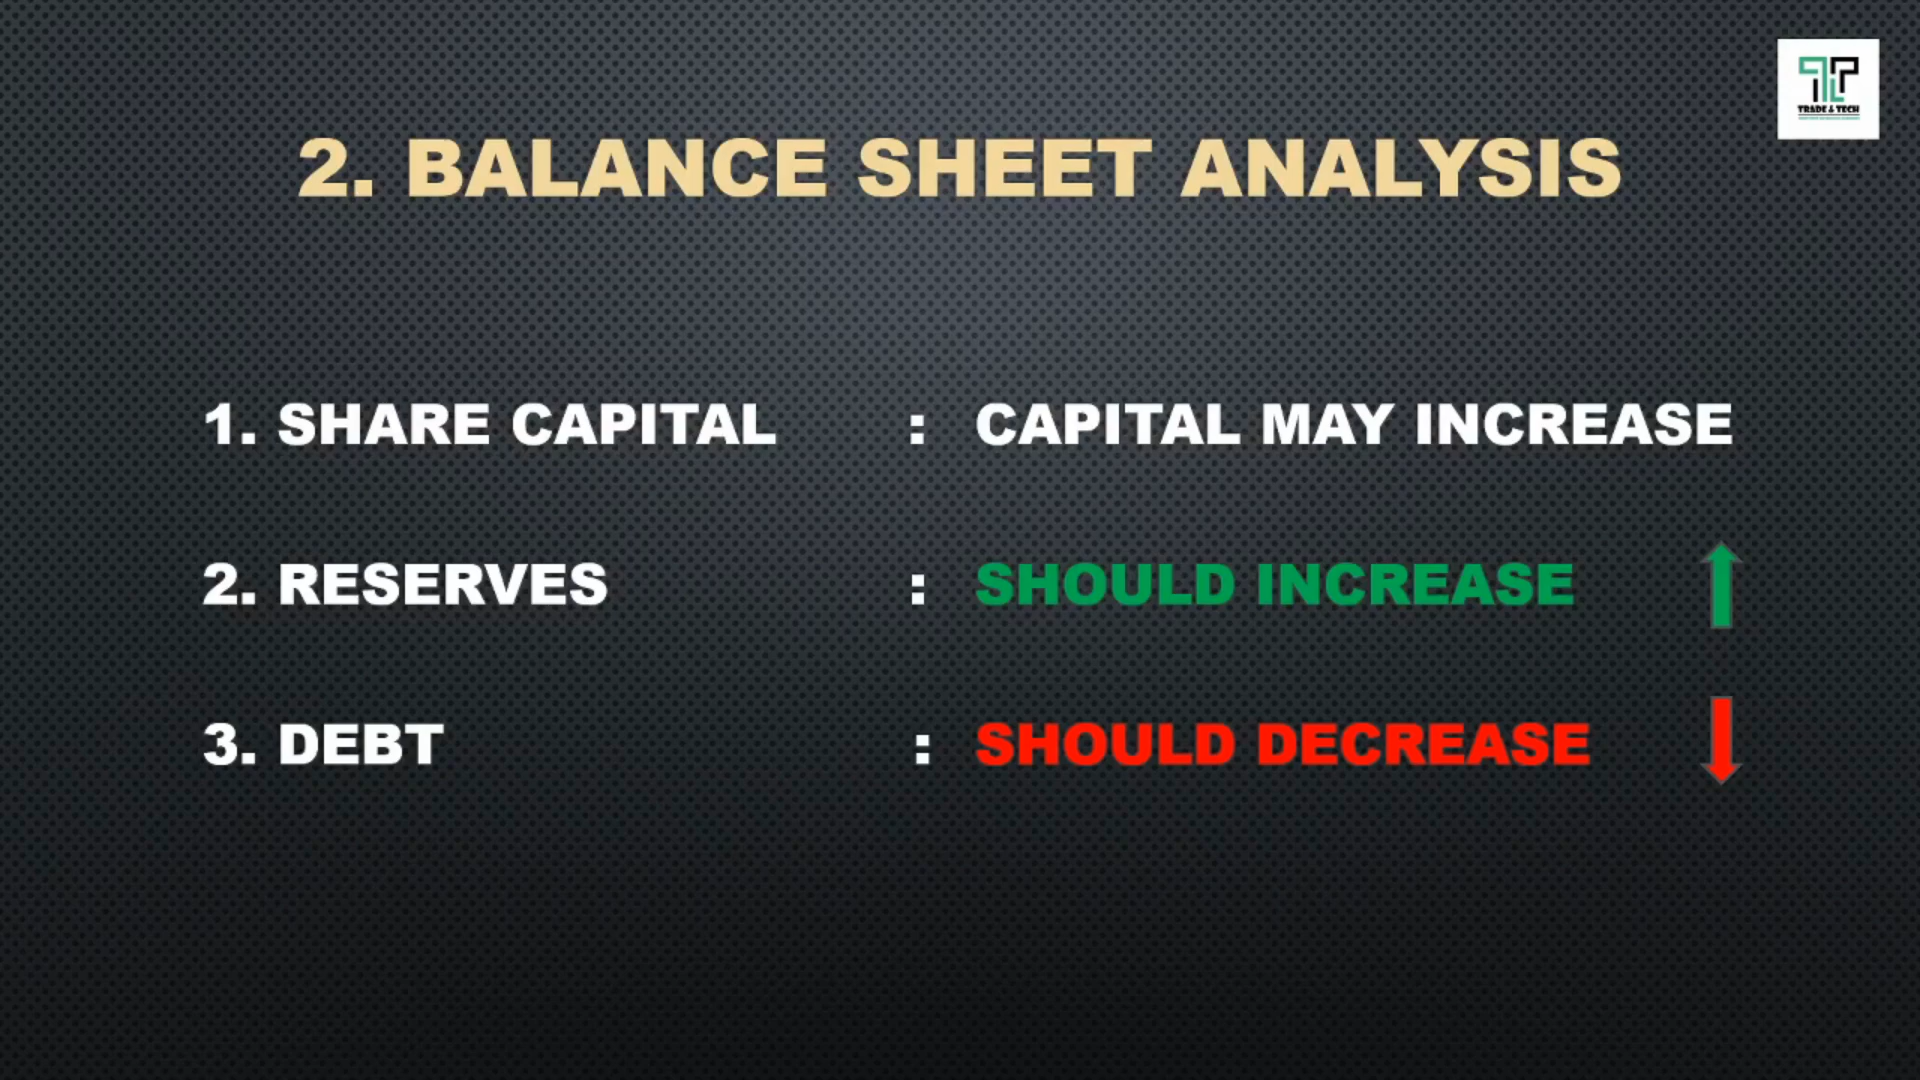 TRADE & TECH
2. BALANCE SHEET ANALYSIS
1. SHARE CAPITAL : CAPITAL MAY INCREASE
2. RESERVES : SHOULD INCREASE
3. DEBT : SHOULD DECREASE